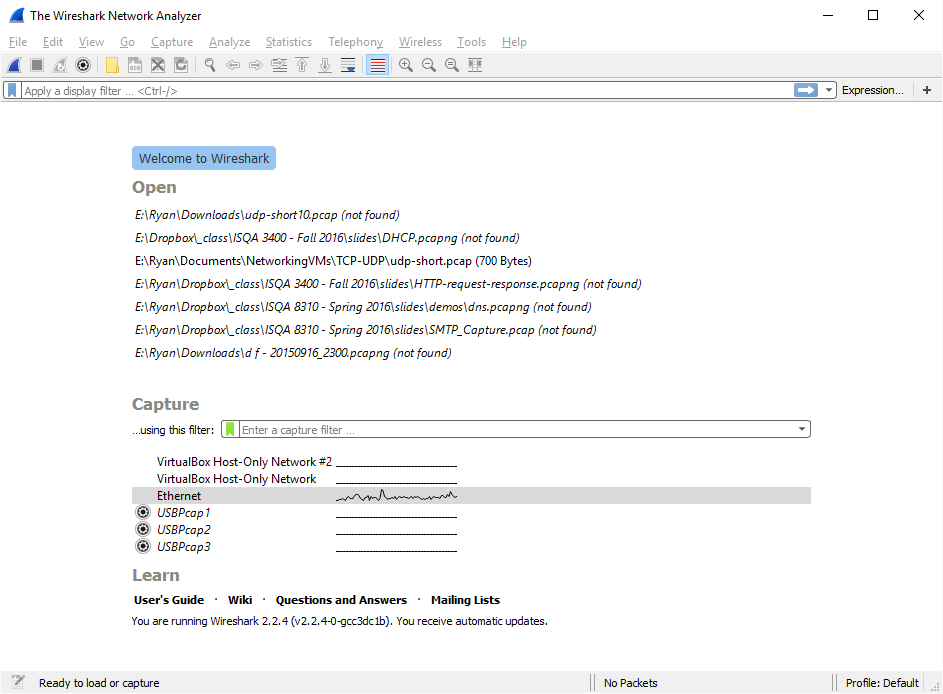 The Wireshark Network Analyzer
File Edit View Go Capture Analyze Statistics Telephony Wireless Tools Help
Apply a display filter ... <Ctrl-/> Expression... +
Welcome to Wireshark
Open
E:\Ryan\Downloads\udp-short10.pcap (not found)
E:\Dropbox\_class\ISQA 3400 - Fall 2016\slides\DHCP.pcapng (not found)
E:\Ryan\Documents\NetworkingVMs\TCP-UDP\udp-short.pcap (700 Bytes)
E:\Ryan\Dropbox\_class\ISQA 3400 - Fall 2016\slides\HTTP-request-response.pcapng (not found)
E:\Ryan\Dropbox\_class\ISQA 8310 - Spring 2016\slides\demos\dns.pcapng (not found)
E:\Ryan\Dropbox\_class\ISQA 8310 - Spring 2016\slides\SMTP_Capture.pcap (not found)
E:\Ryan\Downloads\d f - 20150916_2300.pcapng (not found)
Capture
...using this filter: Enter a capture filter ...
VirtualBox Host-Only Network #2
VirtualBox Host-Only Network
Ethernet
USBPcap1
USBPcap2
USBPcap3
Learn
User's Guide · Wiki · Questions and Answers · Mailing Lists
You are running Wireshark 2.2.4 (v2.2.4-0-gcc3dc1b). You receive automatic updates.
Ready to load or capture No Packets Profile: Default